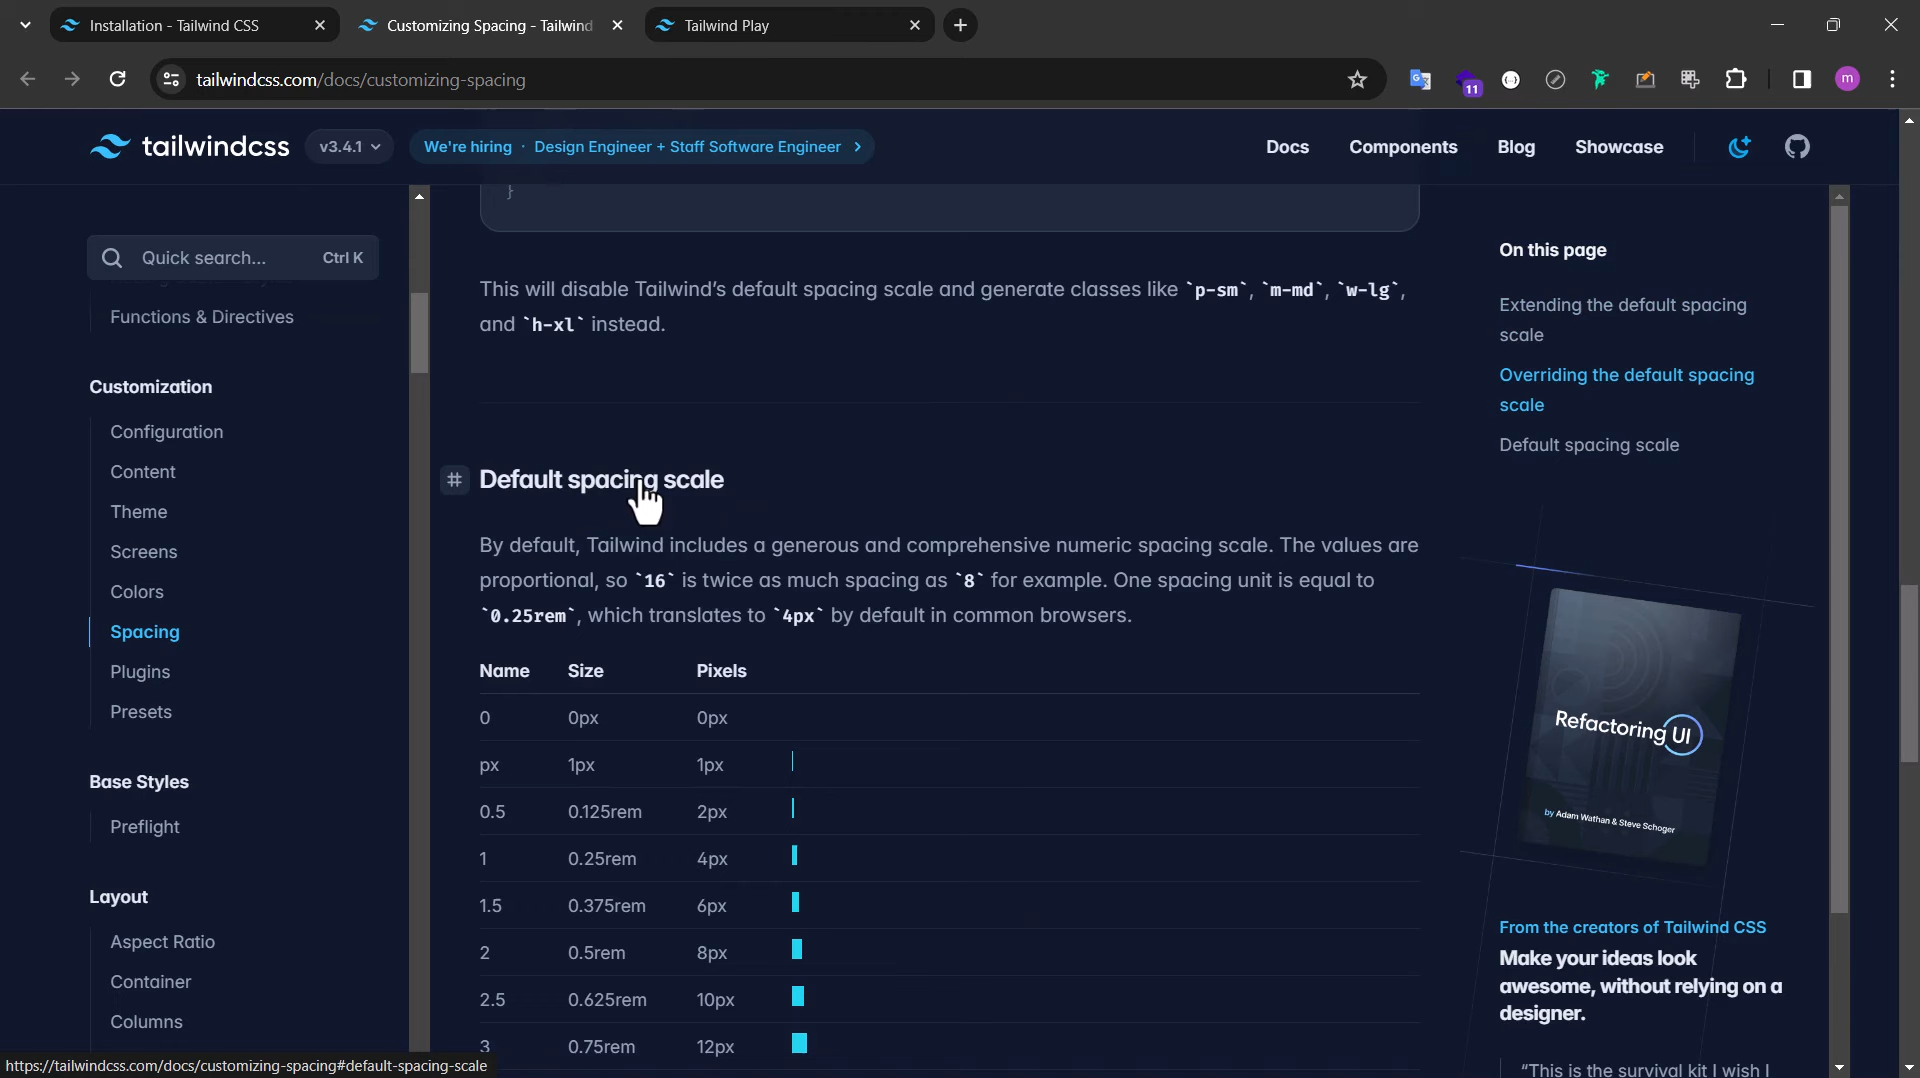 Installation - Tailwind CSS
Customizing Spacing - Tailwind
Tailwind Play
tailwindcss.com/docs/customizing-spacing
11
m
tailwindcss
v3.4.1
We're hiring · Design Engineer + Staff Software Engineer
Docs
Components
Blog
Showcase
Quick search...
Ctrl K
Functions & Directives
Customization
Configuration
Content
Theme
Screens
Colors
Spacing
Plugins
Presets
Base Styles
Preflight
Layout
Aspect Ratio
Container
Columns
}
This will disable Tailwind's default spacing scale and generate classes like `p-sm`, `m-md`, `w-lg`,
and `h-xl` instead.
# Default spacing scale
By default, Tailwind includes a generous and comprehensive numeric spacing scale. The values are
proportional, so `16` is twice as much spacing as `8` for example. One spacing unit is equal to
`0.25rem`, which translates to `4px` by default in common browsers.
Name Size Pixels
0 0px 0px
px 1px 1px
0.5 0.125rem 2px
1 0.25rem 4px
1.5 0.375rem 6px
2 0.5rem 8px
2.5 0.625rem 10px
3 0.75rem 12px
On this page
Extending the default spacing
scale
Overriding the default spacing
scale
Default spacing scale
Refactoring UI
by Adam Wathan & Steve Schoger
From the creators of Tailwind CSS
Make your ideas look
awesome, without relying on a
designer.
"This is the survival kit I wish I
https://tailwindcss.com/docs/customizing-spacing#default-spacing-scale